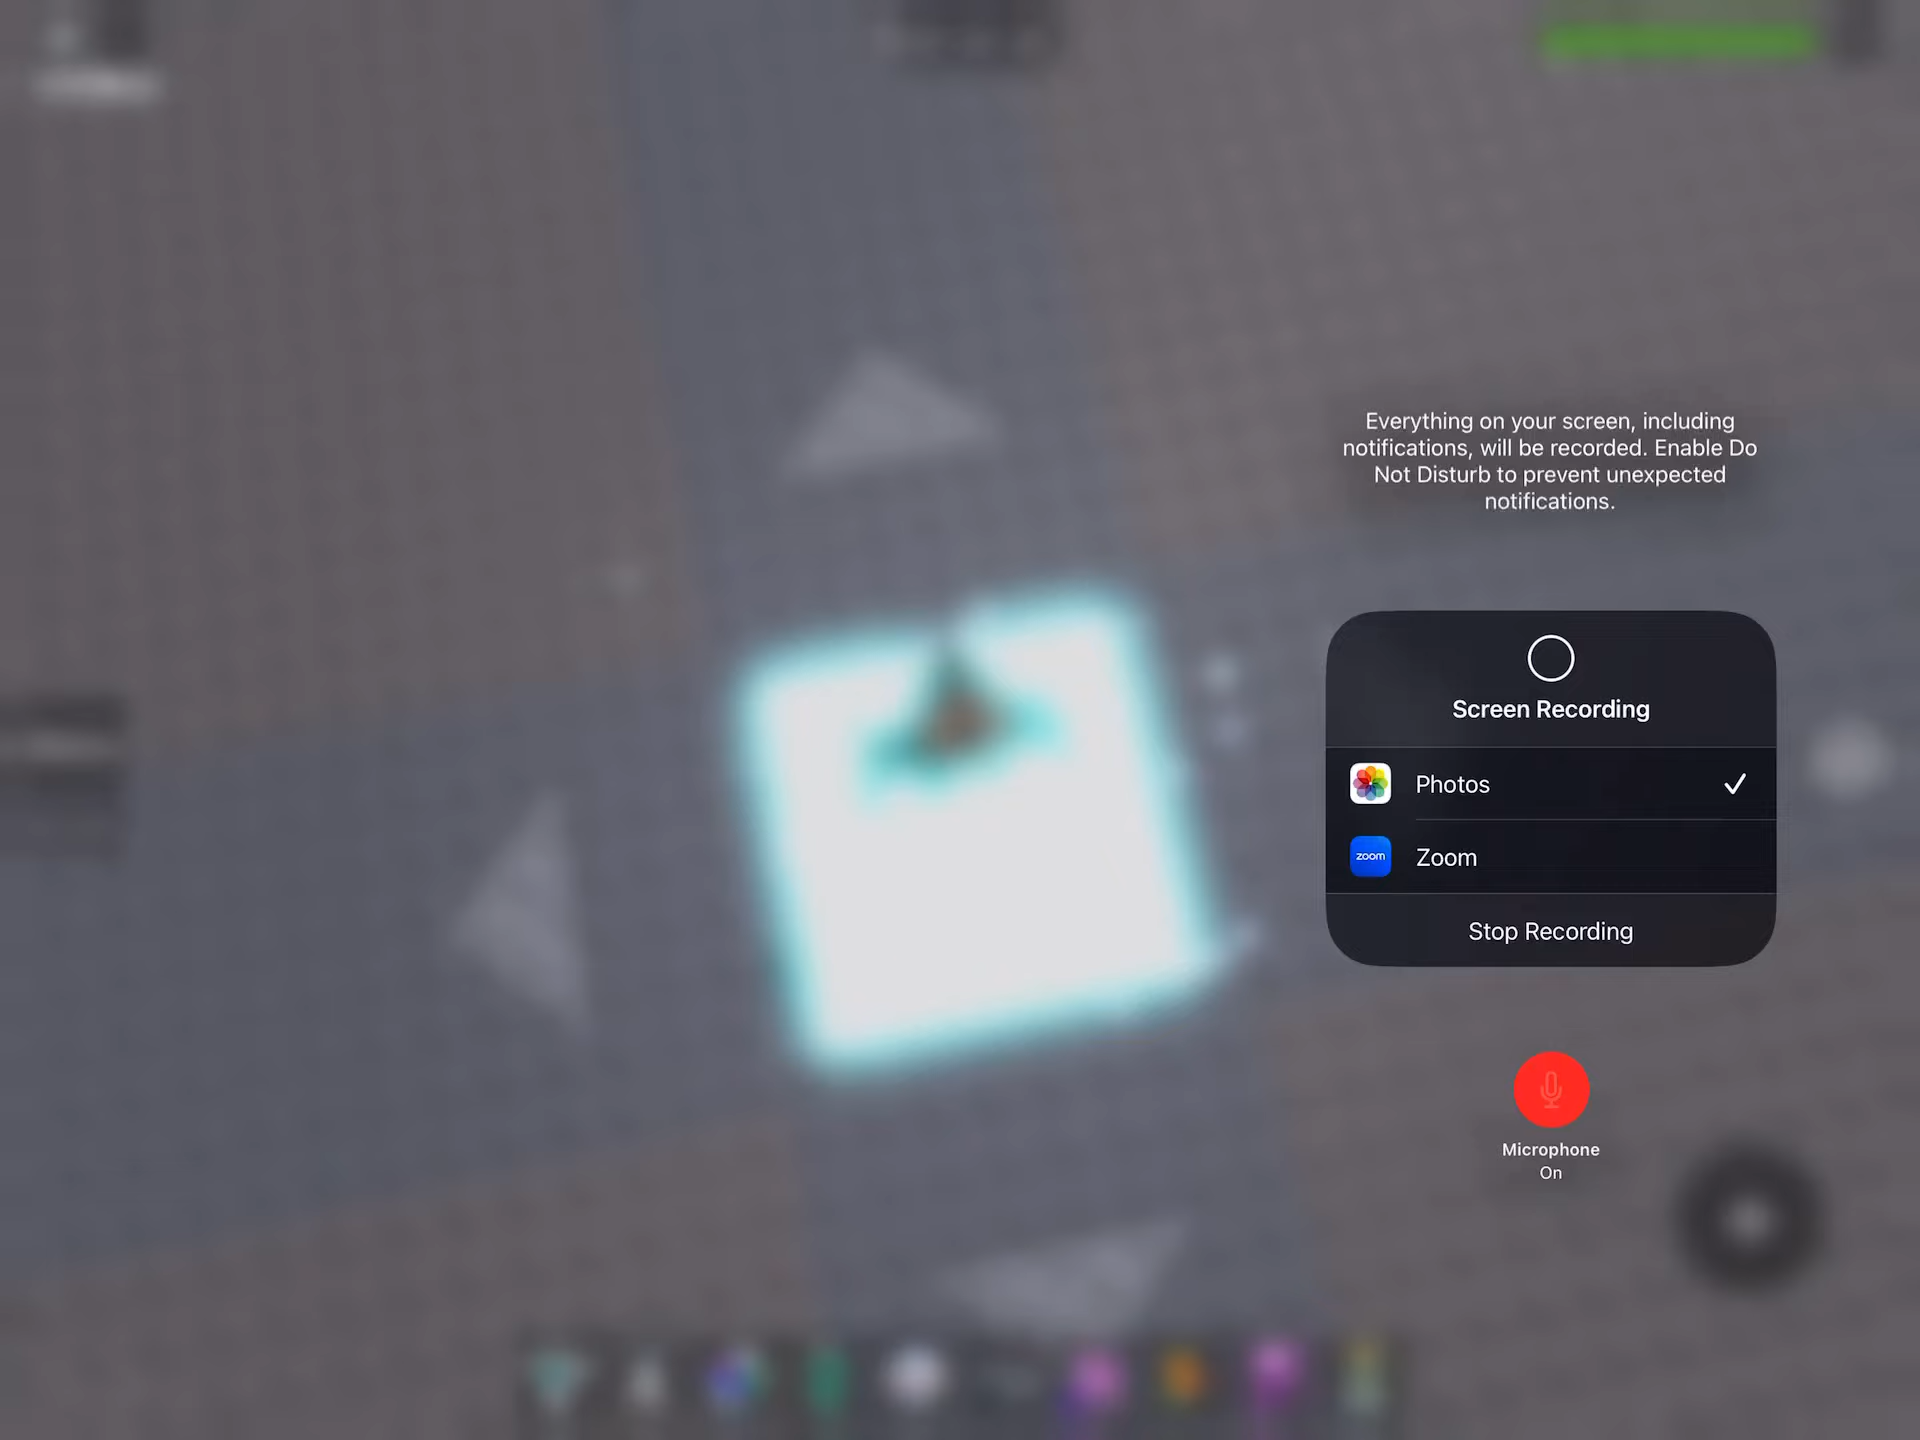 Everything on your screen, including
notifications, will be recorded. Enable Do
Not Disturb to prevent unexpected
notifications.
Screen Recording
Photos
zoom
Zoom
Stop Recording
Microphone
On